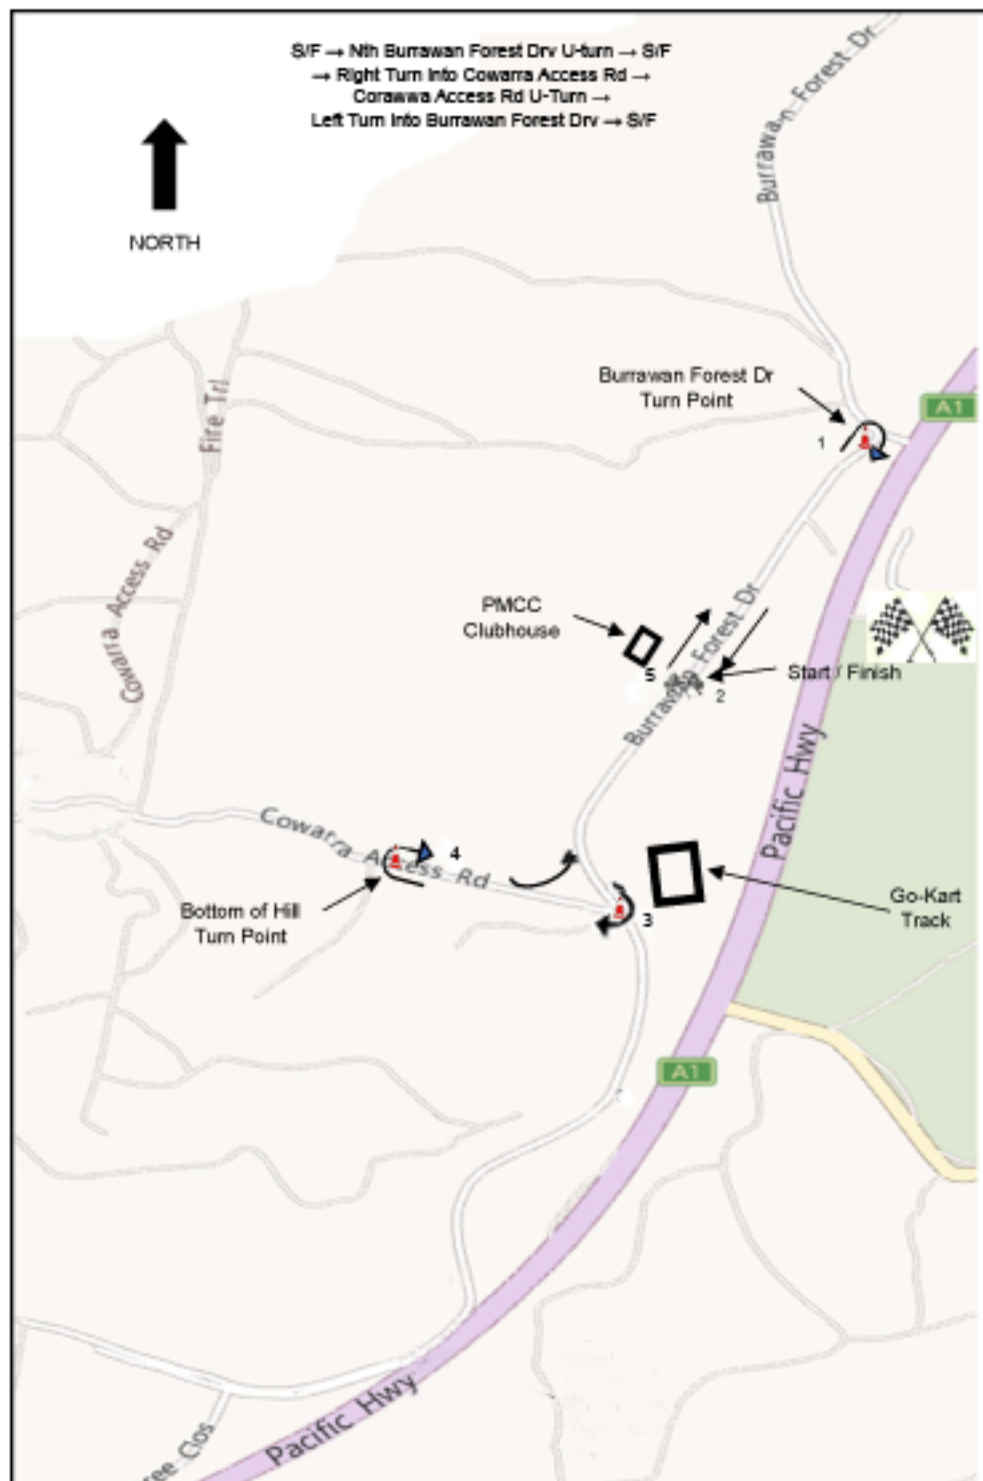 S/F → Nth Burrawan Forest Drv U-turn → S/F
→ Right Turn Into Cowarra Access Rd →
Corawwa Access Rd U-Turn →
Left Turn Into Burrawan Forest Drv → S/F
NORTH
Burrawan Forest Dr
Burrawan Forest Dr
Turn Point
A1
1
Fire Trl
Cowarra Access Rd
PMCC
Clubhouse
Burrawan Forest Dr
5
Start / Finish
2
Pacific Hwy
Cowarra Access Rd
4
Bottom of Hill
Turn Point
3
Go-Kart
Track
A1
Pacific Hwy
ree Clos